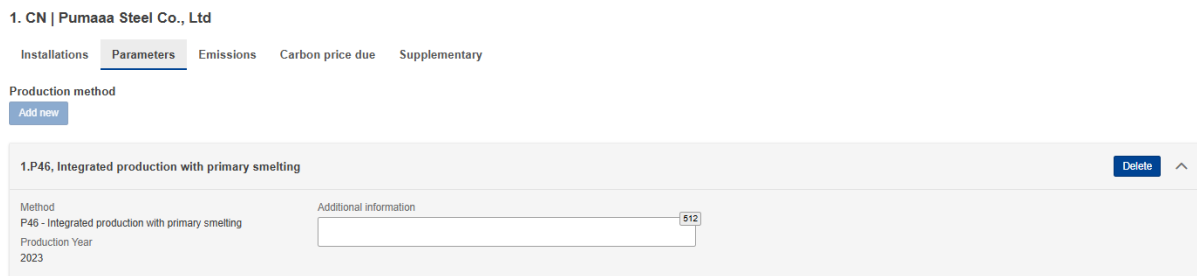 1. CN | Pumaaa Steel Co., Ltd
Installations Parameters Emissions Carbon price due Supplementary
Production method
Add new
1.P46, Integrated production with primary smelting Delete
Method Additional information
512
P46 - Integrated production with primary smelting
Production Year
2023